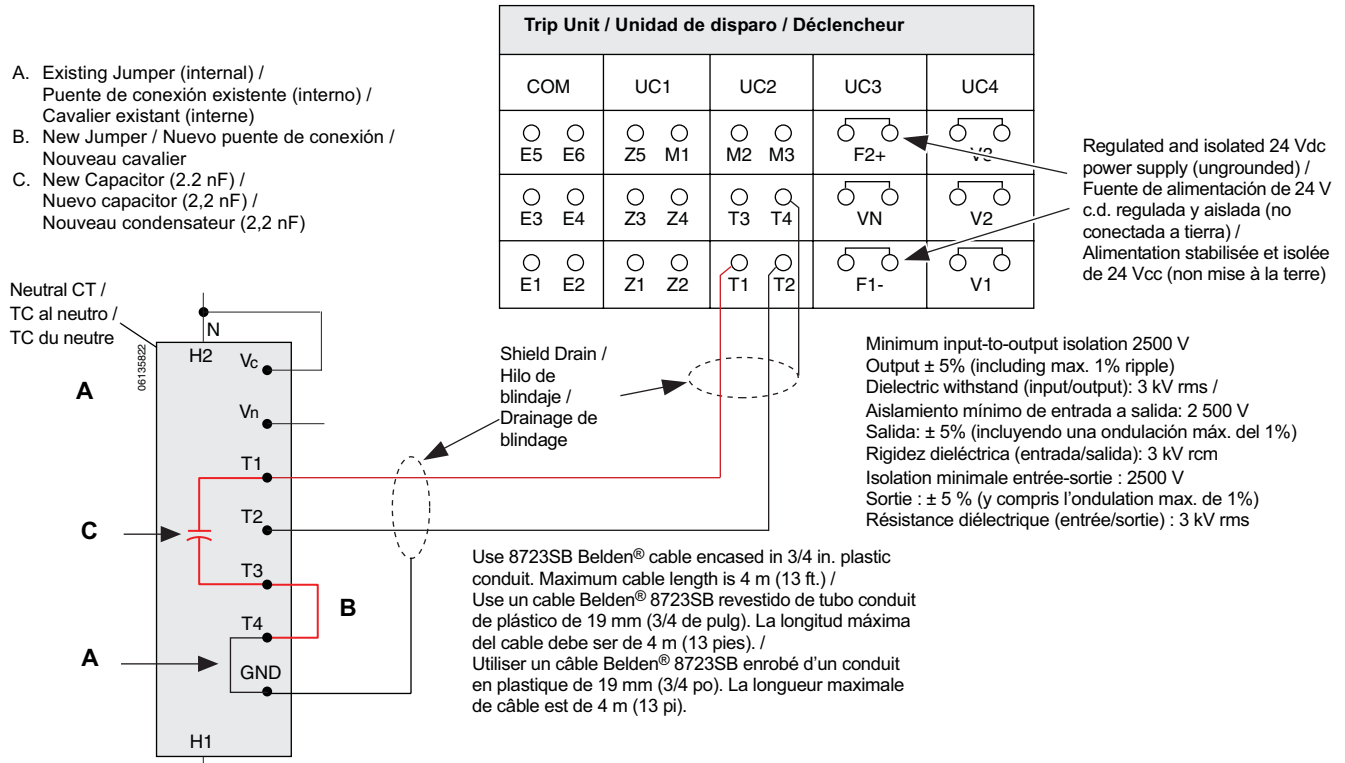 Trip Unit / Unidad de disparo / Déclencheur
COM UC1 UC2 UC3 UC4
E5 E6 Z5 M1 M2 M3 F2+ V3
E3 E4 Z3 Z4 T3 T4 VN V2
E1 E2 Z1 Z2 T1 T2 F1- V1
A. Existing Jumper (internal) /
Puente de conexión existente (interno) /
Cavalier existant (interne)
B. New Jumper / Nuevo puente de conexión /
Nouveau cavalier
C. New Capacitor (2.2 nF) /
Nuevo capacitor (2,2 nF) /
Nouveau condensateur (2,2 nF)
Regulated and isolated 24 Vdc
power supply (ungrounded) /
Fuente de alimentación de 24 V
c.d. regulada y aislada (no
conectada a tierra) /
Alimentation stabilisée et isolée
de 24 Vcc (non mise à la terre)
Neutral CT /
TC al neutro /
TC du neutre
06135822
N
H2
Vc
A
Vn
T1
C
T2
T3
B
T4
A
GND
H1
Shield Drain /
Hilo de
blindaje /
Drainage de
blindage
Minimum input-to-output isolation 2500 V
Output ± 5% (including max. 1% ripple)
Dielectric withstand (input/output): 3 kV rms /
Aislamiento mínimo de entrada a salida: 2 500 V
Salida: ± 5% (incluyendo una ondulación máx. del 1%)
Rigidez dieléctrica (entrada/salida): 3 kV rcm
Isolation minimale entrée-sortie : 2500 V
Sortie : ± 5 % (y compris l’ondulation max. de 1%)
Résistance diélectrique (entrée/sortie) : 3 kV rms
Use 8723SB Belden® cable encased in 3/4 in. plastic
conduit. Maximum cable length is 4 m (13 ft.) /
Use un cable Belden® 8723SB revestido de tubo conduit
de plástico de 19 mm (3/4 de pulg). La longitud máxima
del cable debe ser de 4 m (13 pies). /
Utiliser un câble Belden® 8723SB enrobé d’un conduit
en plastique de 19 mm (3/4 po). La longueur maximale
de câble est de 4 m (13 pi).